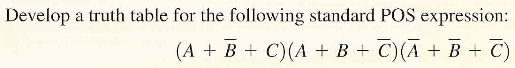 Develop a truth table for the following standard POS expression:
(A + B̅ + C)(A + B + C̅)(A̅ + B̅ + C̅)